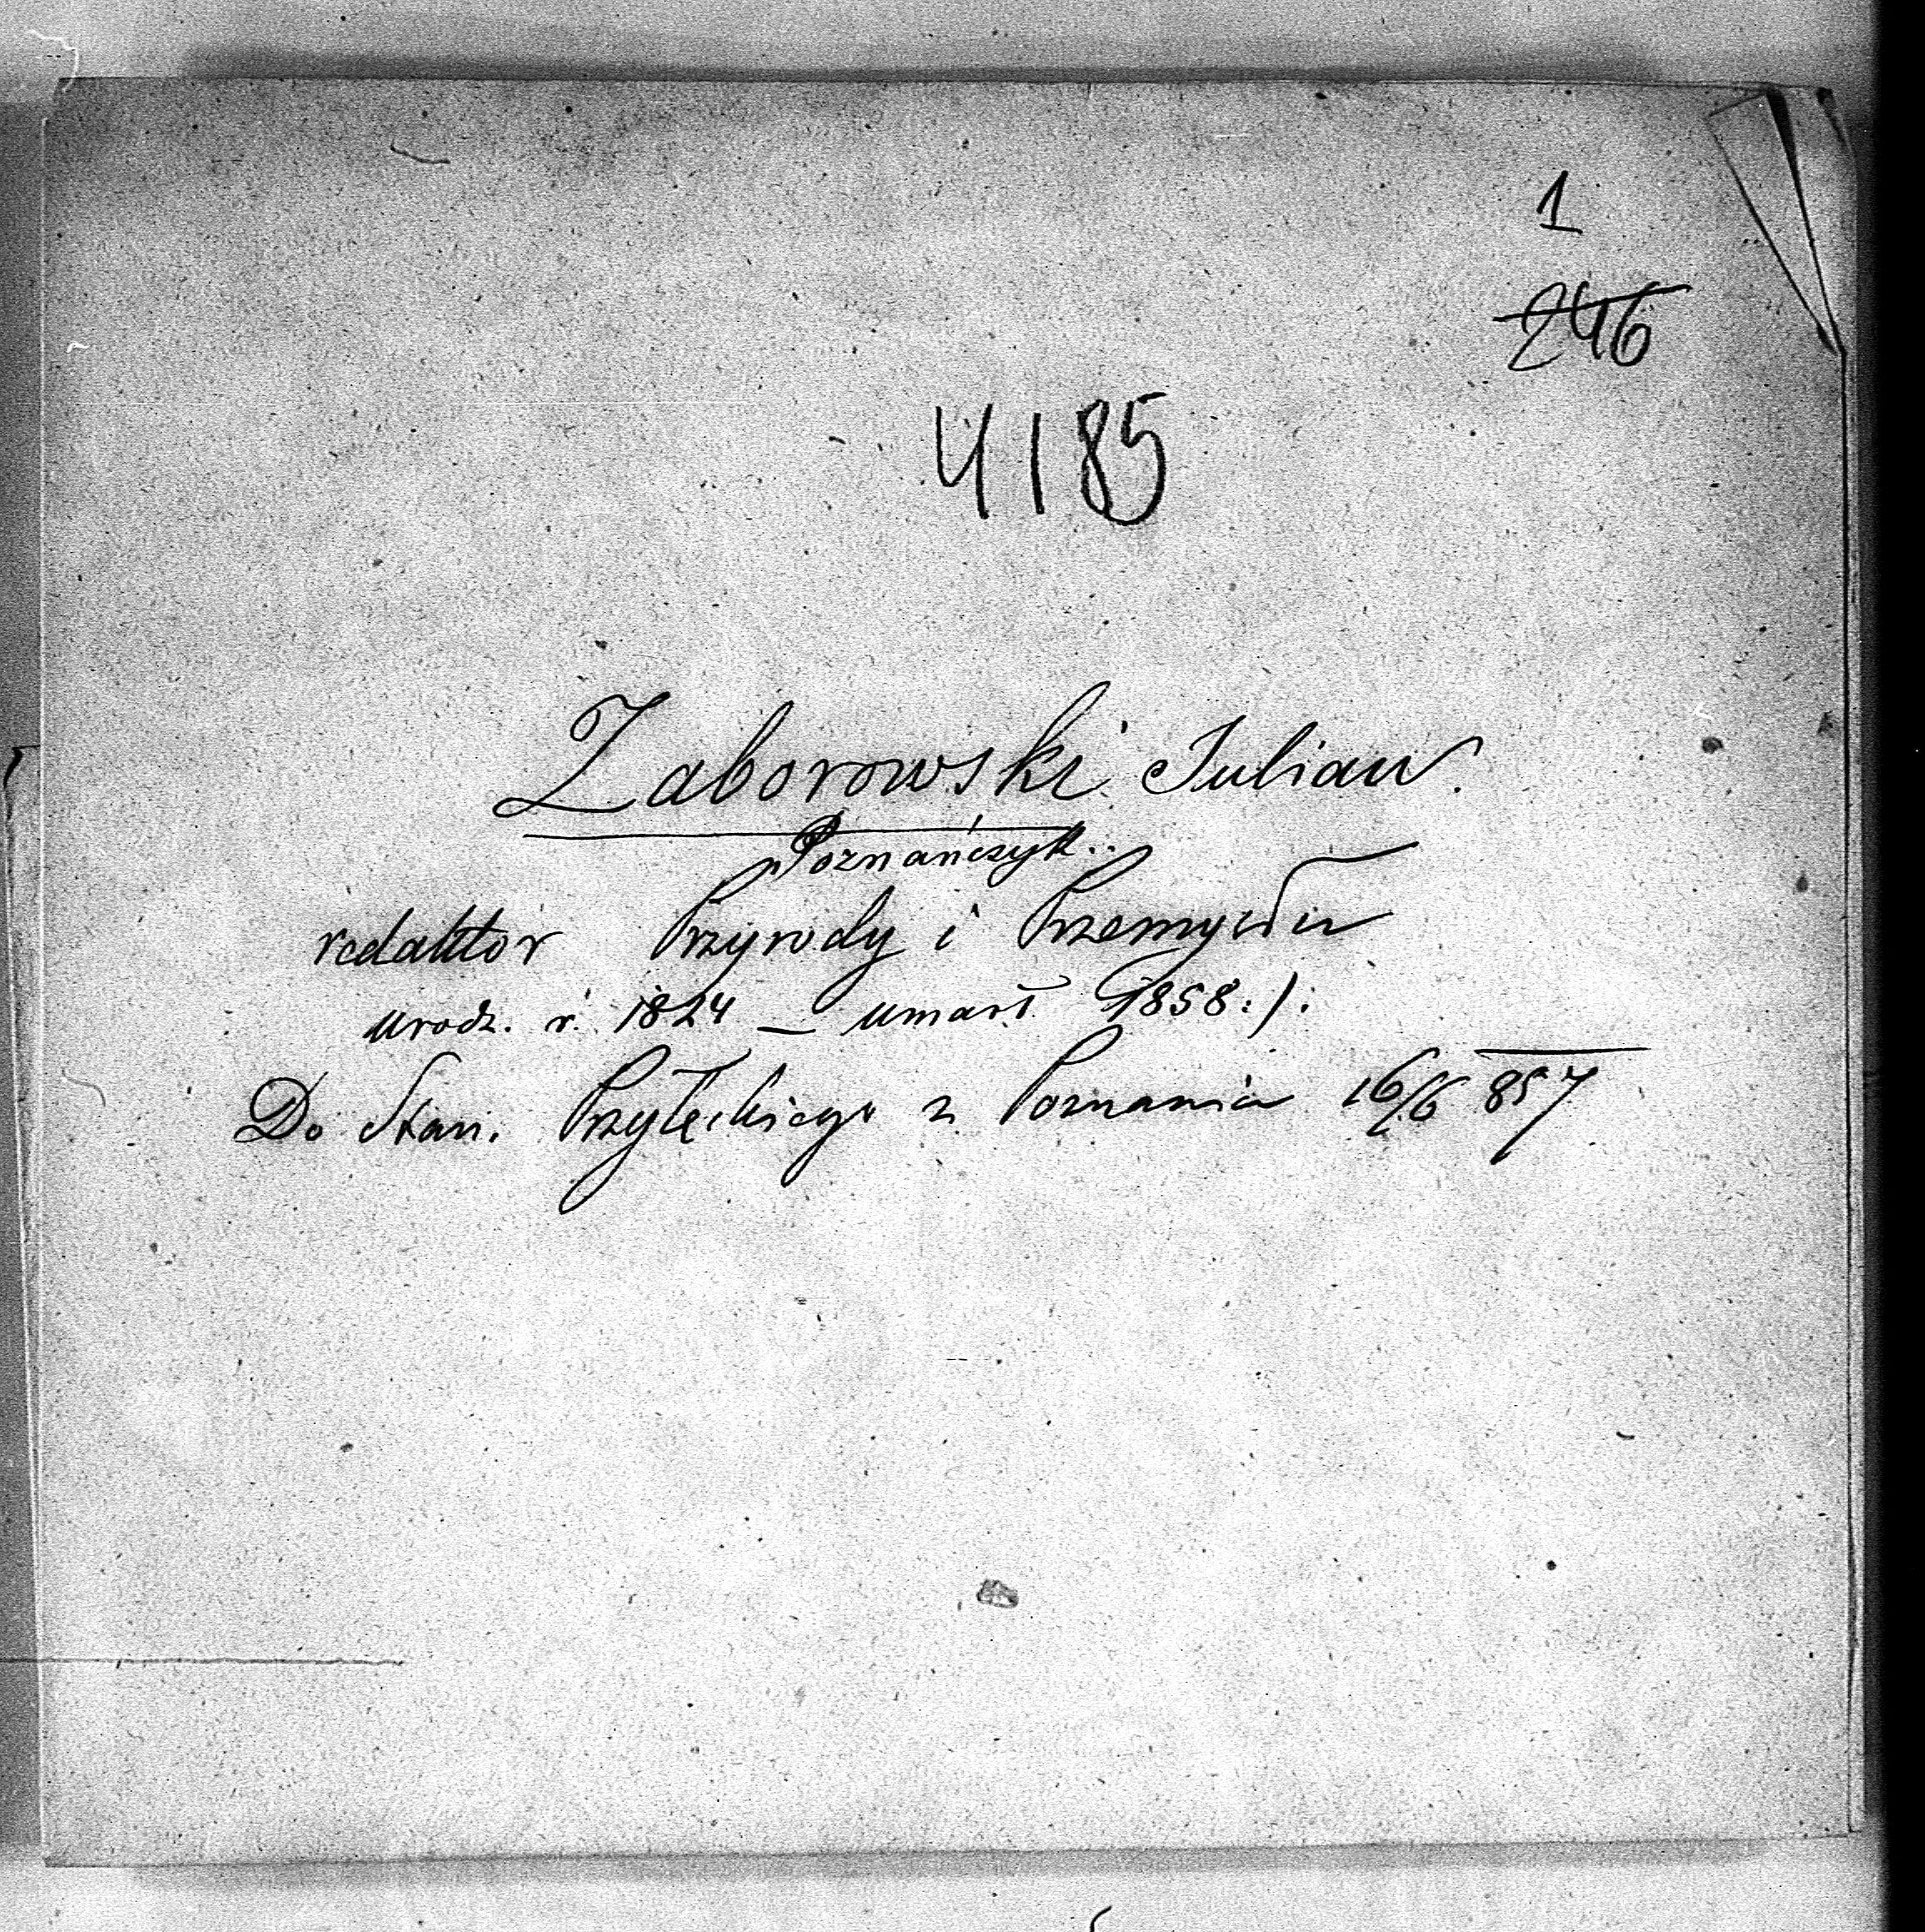 1
246
4185
Zaborowski Julian.
"Poznańczyk".
redaktor Przyrody i Przemysłu
urodz. r. 1824 — umarł 1858:/:
Do Stan. Przyłęckiego z Poznania 16/6 857